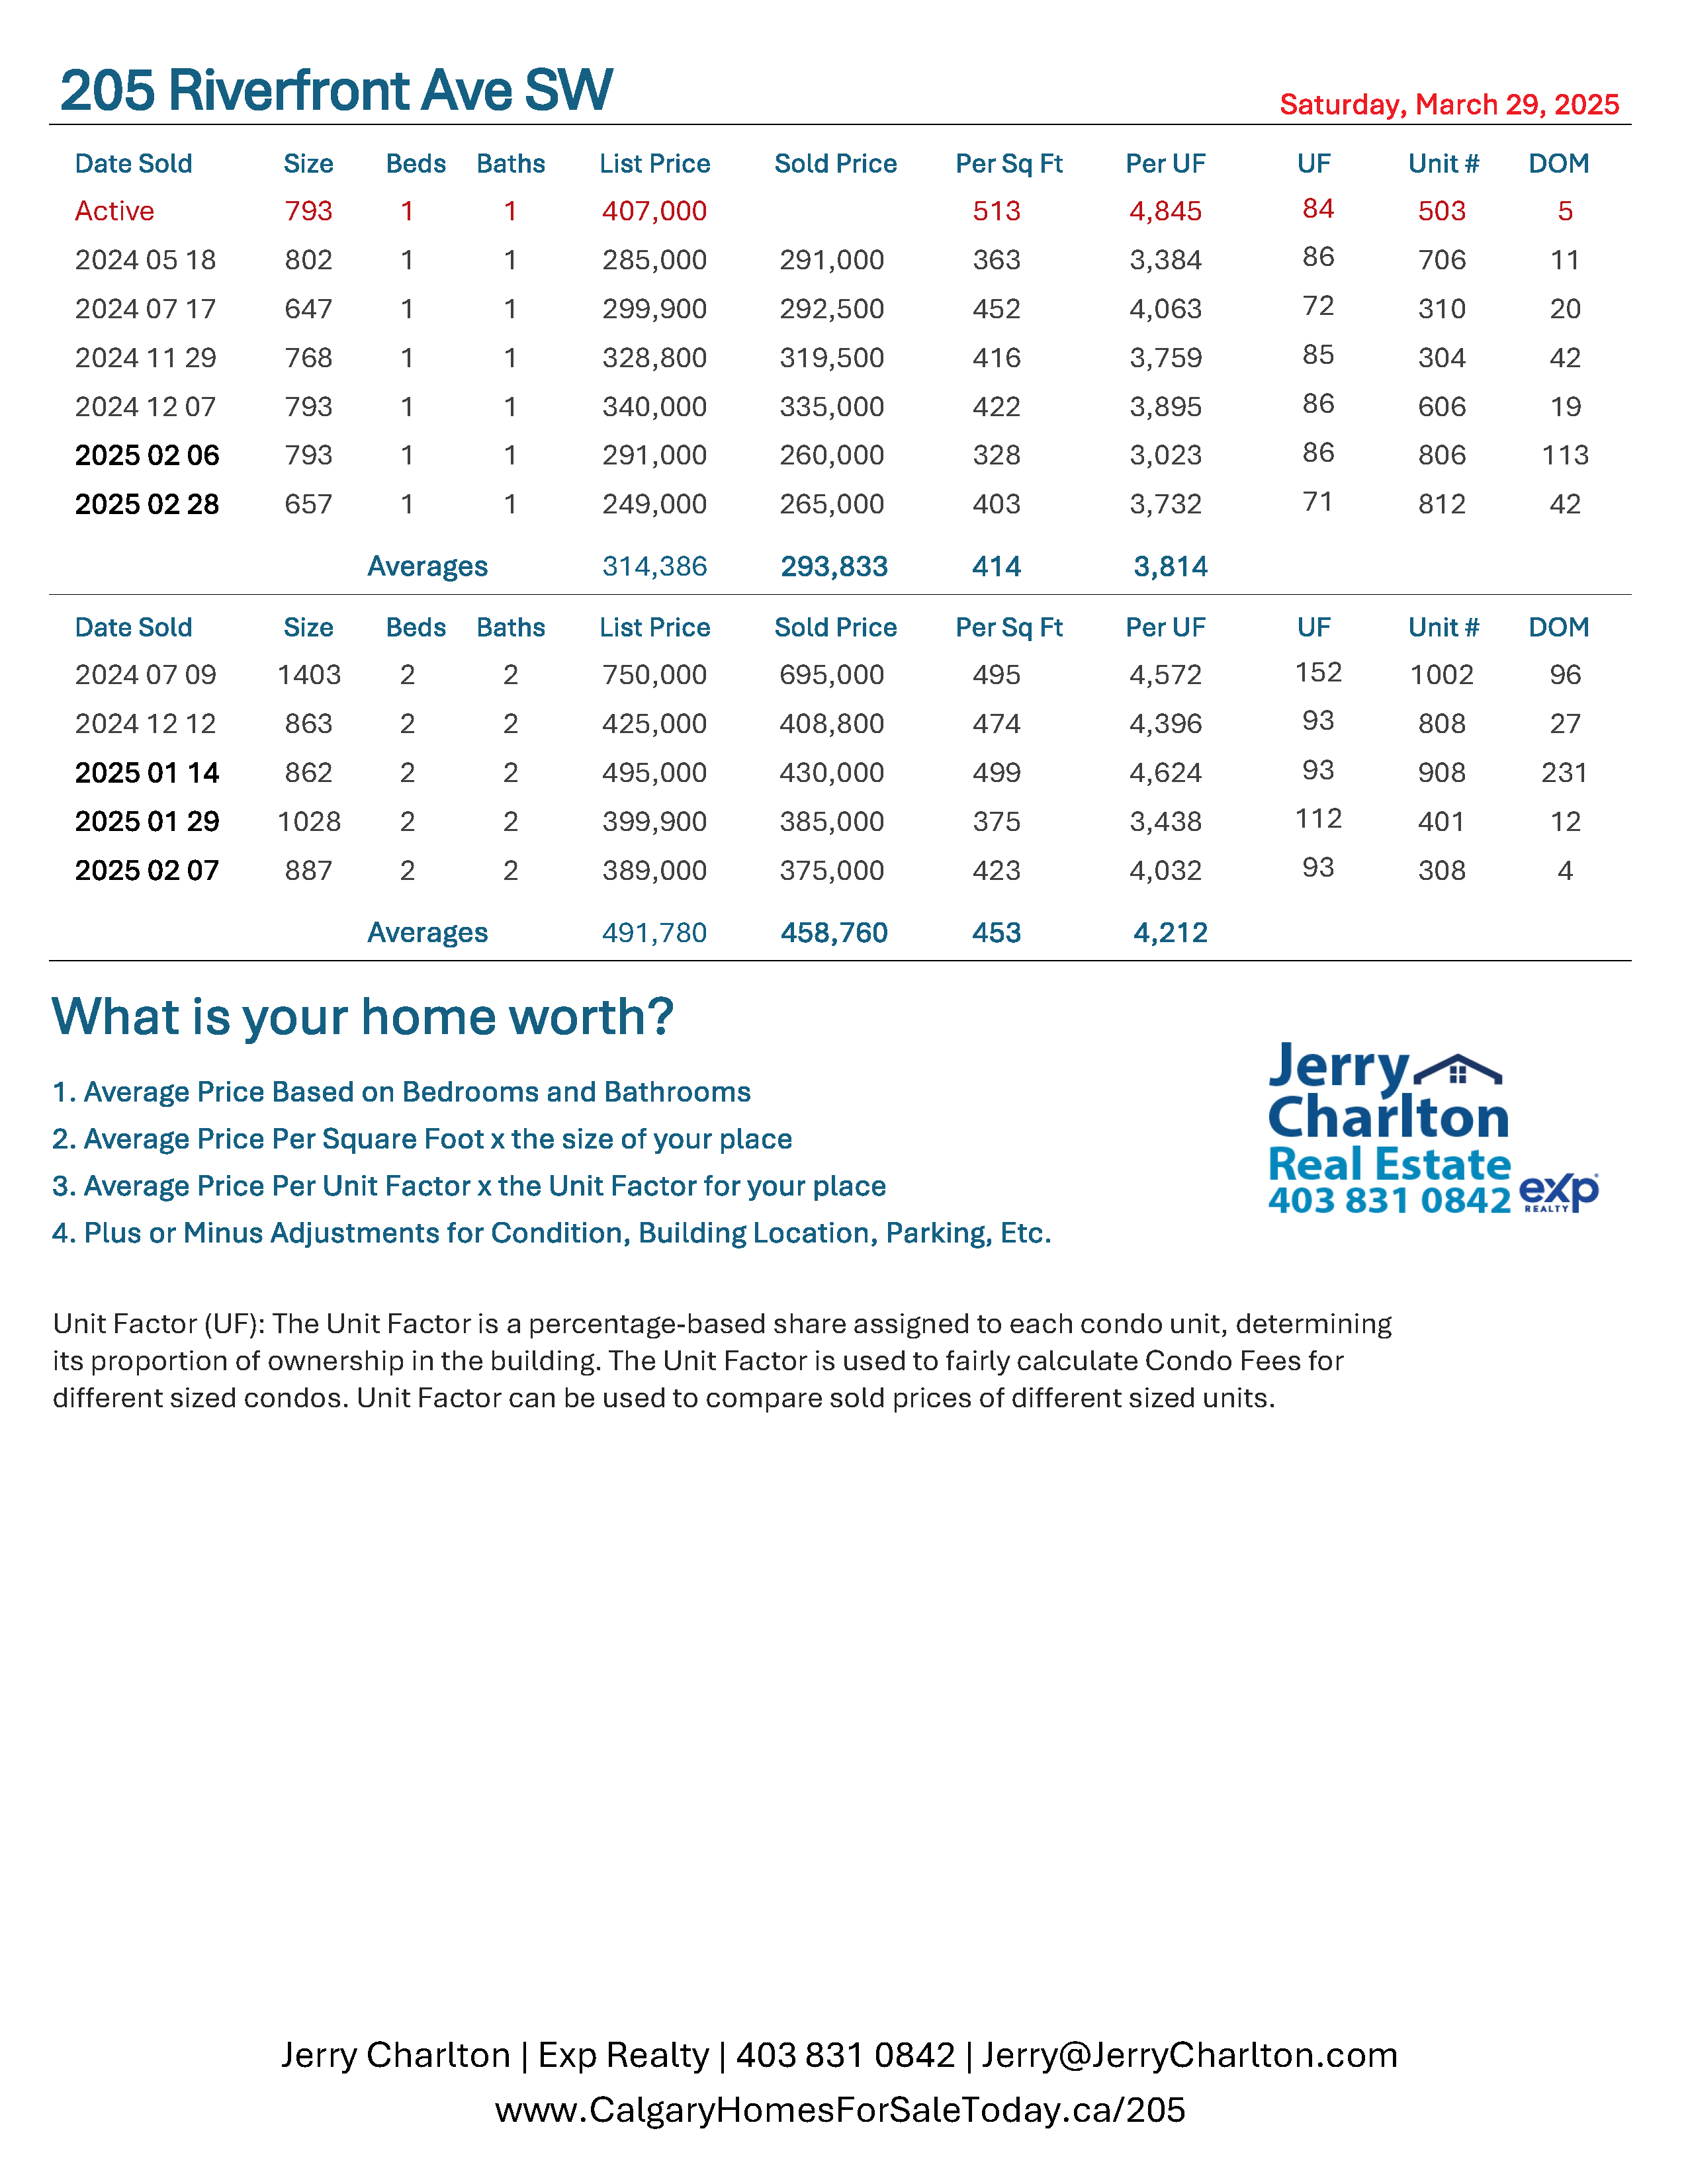 205 Riverfront Ave SW
Saturday, March 29, 2025
Date Sold Size Beds Baths List Price Sold Price Per Sq Ft Per UF UF Unit # DOM
Active 793 1 1 407,000 513 4,845 84 503 5
2024 05 18 802 1 1 285,000 291,000 363 3,384 86 706 11
2024 07 17 647 1 1 299,900 292,500 452 4,063 72 310 20
2024 11 29 768 1 1 328,800 319,500 416 3,759 85 304 42
2024 12 07 793 1 1 340,000 335,000 422 3,895 86 606 19
2025 02 06 793 1 1 291,000 260,000 328 3,023 86 806 113
2025 02 28 657 1 1 249,000 265,000 403 3,732 71 812 42
Averages 314,386 293,833 414 3,814
Date Sold Size Beds Baths List Price Sold Price Per Sq Ft Per UF UF Unit # DOM
2024 07 09 1403 2 2 750,000 695,000 495 4,572 152 1002 96
2024 12 12 863 2 2 425,000 408,800 474 4,396 93 808 27
2025 01 14 862 2 2 495,000 430,000 499 4,624 93 908 231
2025 01 29 1028 2 2 399,900 385,000 375 3,438 112 401 12
2025 02 07 887 2 2 389,000 375,000 423 4,032 93 308 4
Averages 491,780 458,760 453 4,212
What is your home worth?
1. Average Price Based on Bedrooms and Bathrooms
2. Average Price Per Square Foot x the size of your place
3. Average Price Per Unit Factor x the Unit Factor for your place
4. Plus or Minus Adjustments for Condition, Building Location, Parking, Etc.
Jerry
Charlton
Real Estate
403 831 0842
exp
REALTY
Unit Factor (UF): The Unit Factor is a percentage-based share assigned to each condo unit, determining
its proportion of ownership in the building. The Unit Factor is used to fairly calculate Condo Fees for
different sized condos. Unit Factor can be used to compare sold prices of different sized units.
Jerry Charlton | Exp Realty | 403 831 0842 | Jerry@JerryCharlton.com
www.CalgaryHomesForSaleToday.ca/205